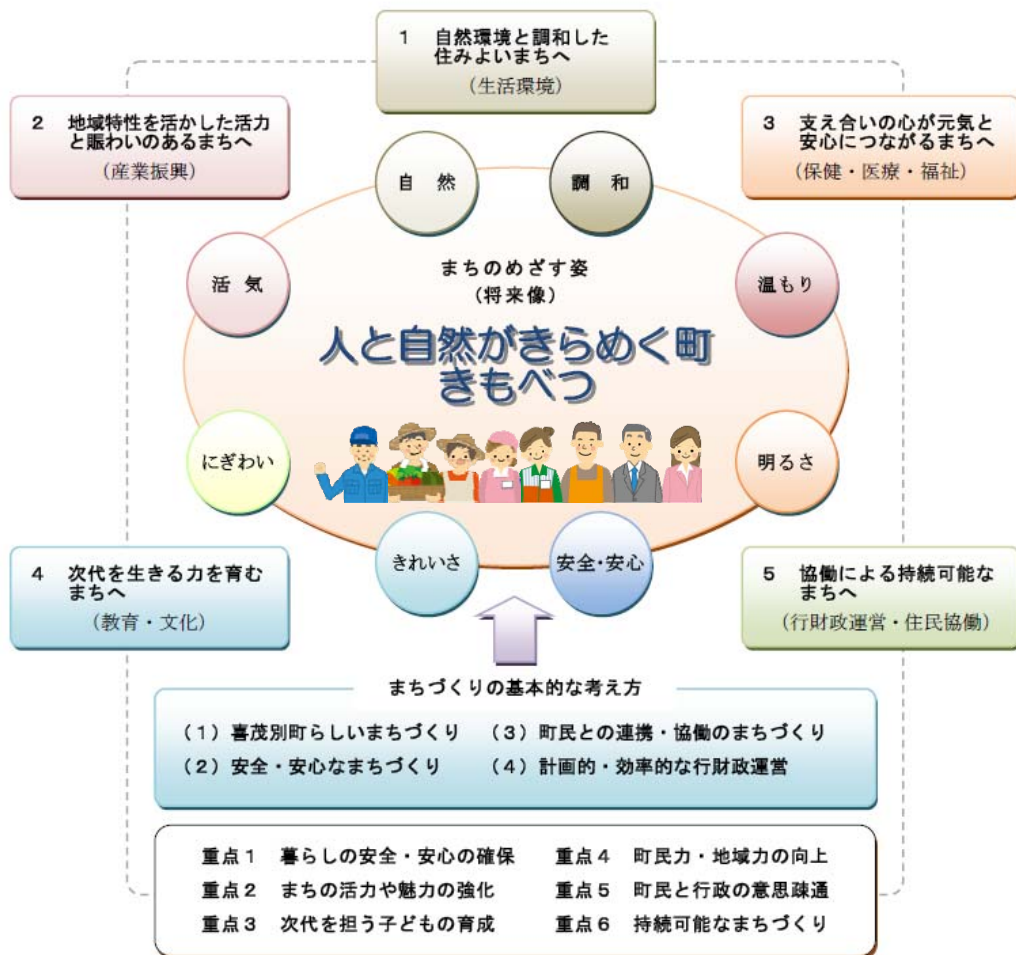 1 自然環境と調和した
住みよいまちへ
（生活環境）
2 地域特性を活かした活力
と賑わいのあるまちへ
（産業振興）
3 支え合いの心が元気と
安心につながるまちへ
（保健・医療・福祉）
自 然
調 和
活 気
温もり
まちのめざす姿
（将来像）
人と自然がきらめく町
きもべつ
にぎわい
明るさ
きれいさ
安全・安心
4 次代を生きる力を育む
まちへ
（教育・文化）
5 協働による持続可能な
まちへ
（行財政運営・住民協働）
まちづくりの基本的な考え方
（1）喜茂別町らしいまちづくり
（3）町民との連携・協働のまちづくり
（2）安全・安心なまちづくり
（4）計画的・効率的な行財政運営
重点1 暮らしの安全・安心の確保
重点4 町民力・地域力の向上
重点2 まちの活力や魅力の強化
重点5 町民と行政の意思疎通
重点3 次代を担う子どもの育成
重点6 持続可能なまちづくり